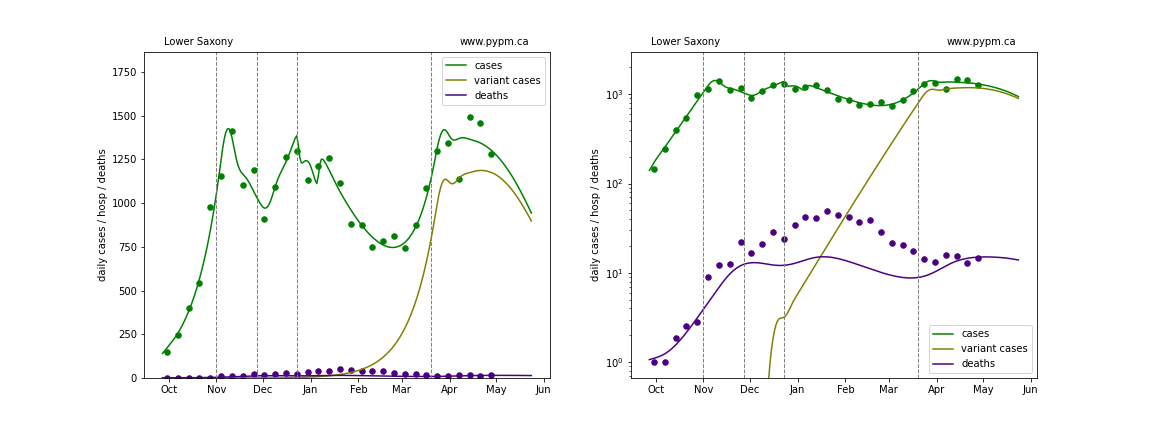 Lower Saxony www.pypm.ca
cases
variant cases
deaths
daily cases / hosp / deaths
1750
1500
1250
1000
750
500
250
0
Oct Nov Dec Jan Feb Mar Apr May Jun
Lower Saxony www.pypm.ca
daily cases / hosp / deaths
10³
10²
10¹
10⁰
cases
variant cases
deaths
Oct Nov Dec Jan Feb Mar Apr May Jun